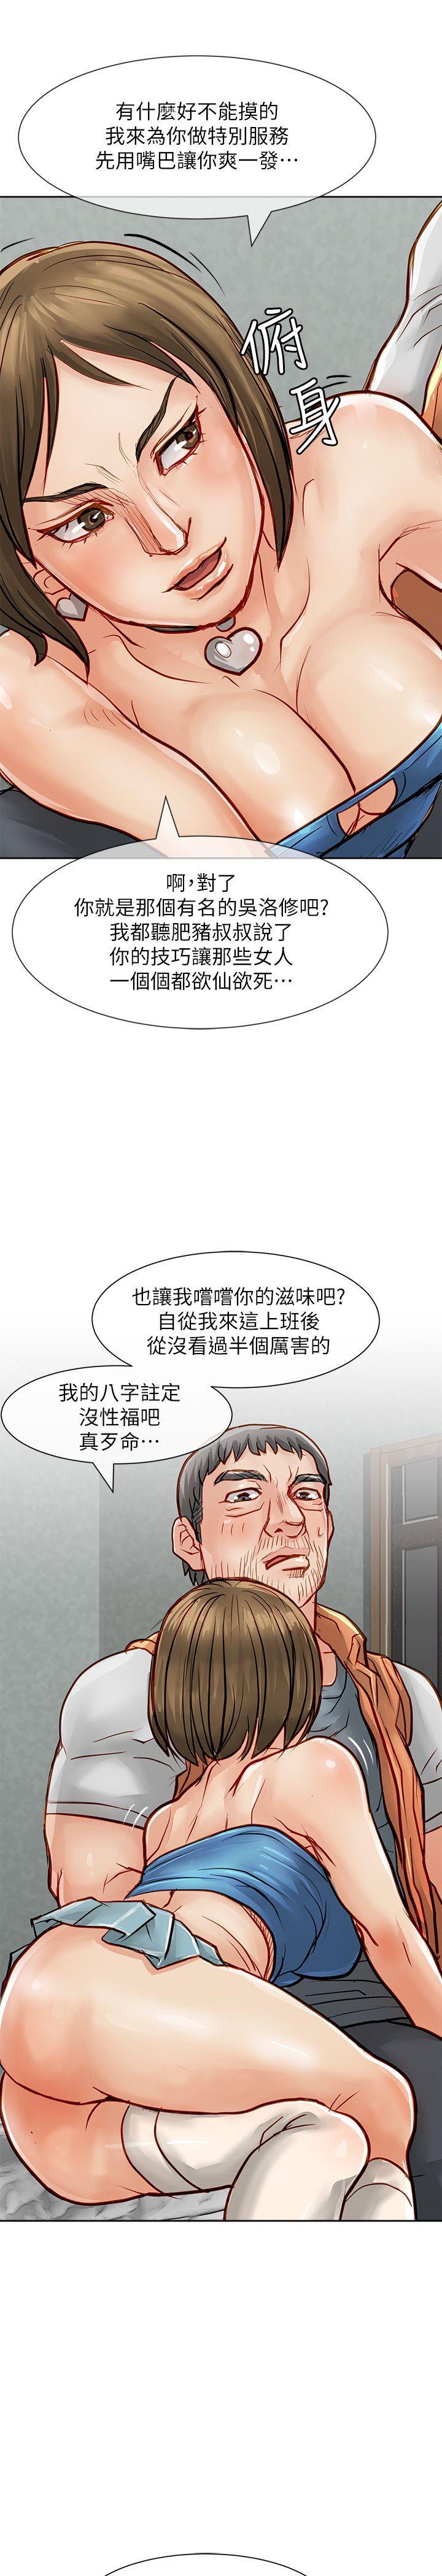 有什麼好不能摸的
我來為你做特別服務
先用嘴巴讓你爽一發…
俯身
啊，對了
你就是那個有名的吳洛修吧?
我都聽肥豬叔叔說了
你的技巧讓那些女人
一個個都欲仙欲死…
也讓我嚐嚐你的滋味吧?
自從我來這上班後
從沒看過半個厲害的
我的八字註定
沒性福吧
真歹命…